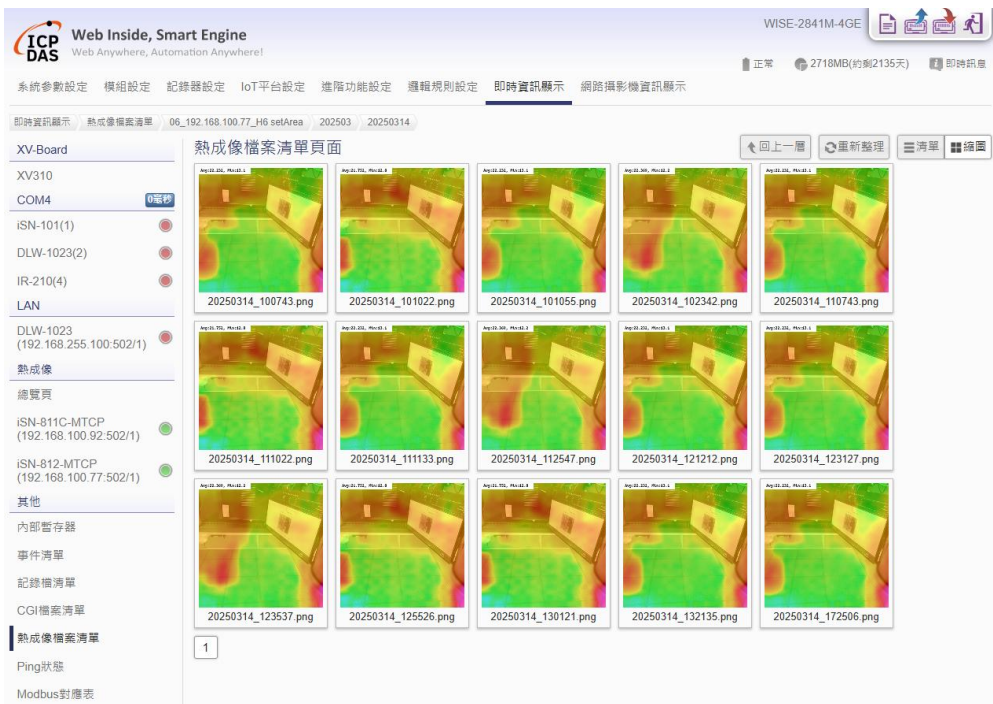 ICP DAS
Web Inside, Smart Engine
Web Anywhere, Automation Anywhere!
WISE-2841M-4GE
正常 2718MB(約剩2135天) 即時訊息
系統參數設定 模組設定 記錄器設定 IoT平台設定 進階功能設定 邏輯規則設定 即時資訊顯示 網路攝影機資訊顯示
即時資訊顯示 熱成像檔案清單 06_192.168.100.77_H6 setArea 202503 20250314
XV-Board
XV310
COM4 0毫秒
iSN-101(1)
DLW-1023(2)
IR-210(4)
LAN
DLW-1023
(192.168.255.100:502/1)
熱成像
總覽頁
iSN-811C-MTCP
(192.168.100.92:502/1)
iSN-812-MTCP
(192.168.100.77:502/1)
其他
內部暫存器
事件清單
記錄檔清單
CGI檔案清單
熱成像檔案清單
Ping狀態
Modbus對應表
熱成像檔案清單頁面
回上一層 重新整理 清單 縮圖
20250314_100743.png 20250314_101022.png 20250314_101055.png 20250314_102342.png 20250314_110743.png
20250314_111022.png 20250314_111133.png 20250314_112547.png 20250314_121212.png 20250314_123127.png
20250314_123537.png 20250314_125526.png 20250314_130121.png 20250314_132135.png 20250314_172506.png
1